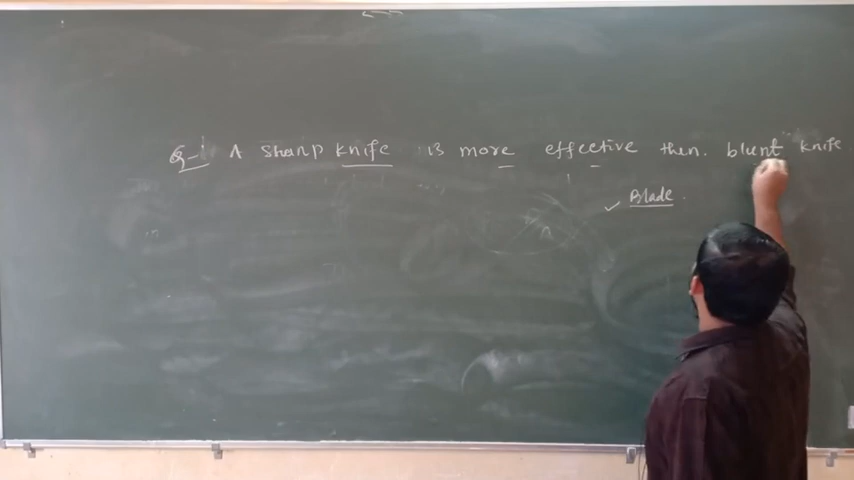 Q-1 A sharp knife is more effective then. blunt knife
✓ Blade.